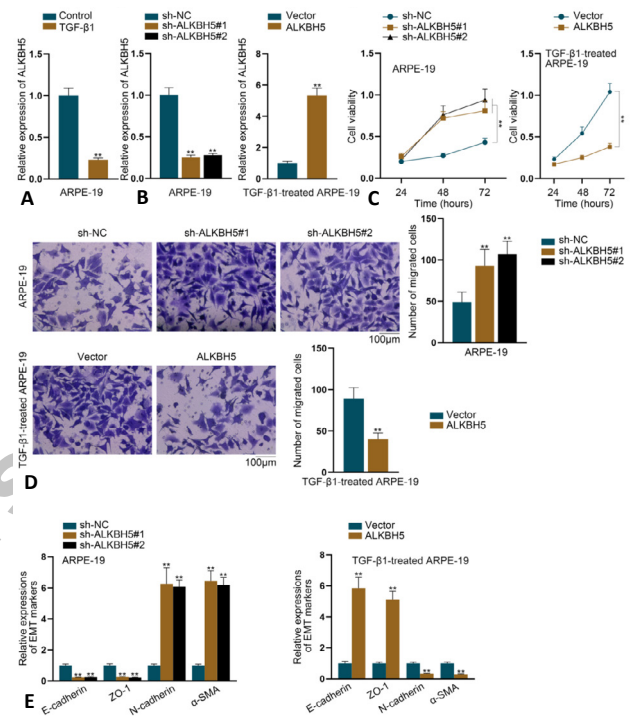 Control
TGF-β1
Relative expression of ALKBH5
1.5
1.0
0.5
0.0
**
ARPE-19
A
sh-NC
sh-ALKBH5#1
sh-ALKBH5#2
Relative expression of ALKBH5
1.5
1.0
0.5
0.0
** **
ARPE-19
B
Vector
ALKBH5
Relative expression of ALKBH5
8
6
4
2
0
**
TGF-β1-treated ARPE-19
sh-NC
sh-ALKBH5#1
sh-ALKBH5#2
ARPE-19
Cell viability
1.5
1.0
0.5
0.0
**
24 48 72
Time (hours)
C
Vector
ALKBH5
TGF-β1-treated
ARPE-19
Cell viability
1.5
1.0
0.5
0.0
**
24 48 72
Time (hours)
sh-NC sh-ALKBH5#1 sh-ALKBH5#2
ARPE-19
100μm
Number of migrated cells
150
100
50
0
** **
ARPE-19
sh-NC
sh-ALKBH5#1
sh-ALKBH5#2
Vector ALKBH5
TGF-β1-treated ARPE-19
100μm
D
Number of migrated cells
150
100
50
0
**
TGF-β1-treated ARPE-19
Vector
ALKBH5
sh-NC
sh-ALKBH5#1
sh-ALKBH5#2
ARPE-19
Relative expressions
of EMT markers
8
6
4
2
0
** ** ** ** ** ** ** **
E-cadherin ZO-1 N-cadherin α-SMA
E
Vector
ALKBH5
TGF-β1-treated ARPE-19
Relative expressions
of EMT markers
8
6
4
2
0
** ** ** **
E-cadherin ZO-1 N-cadherin α-SMA